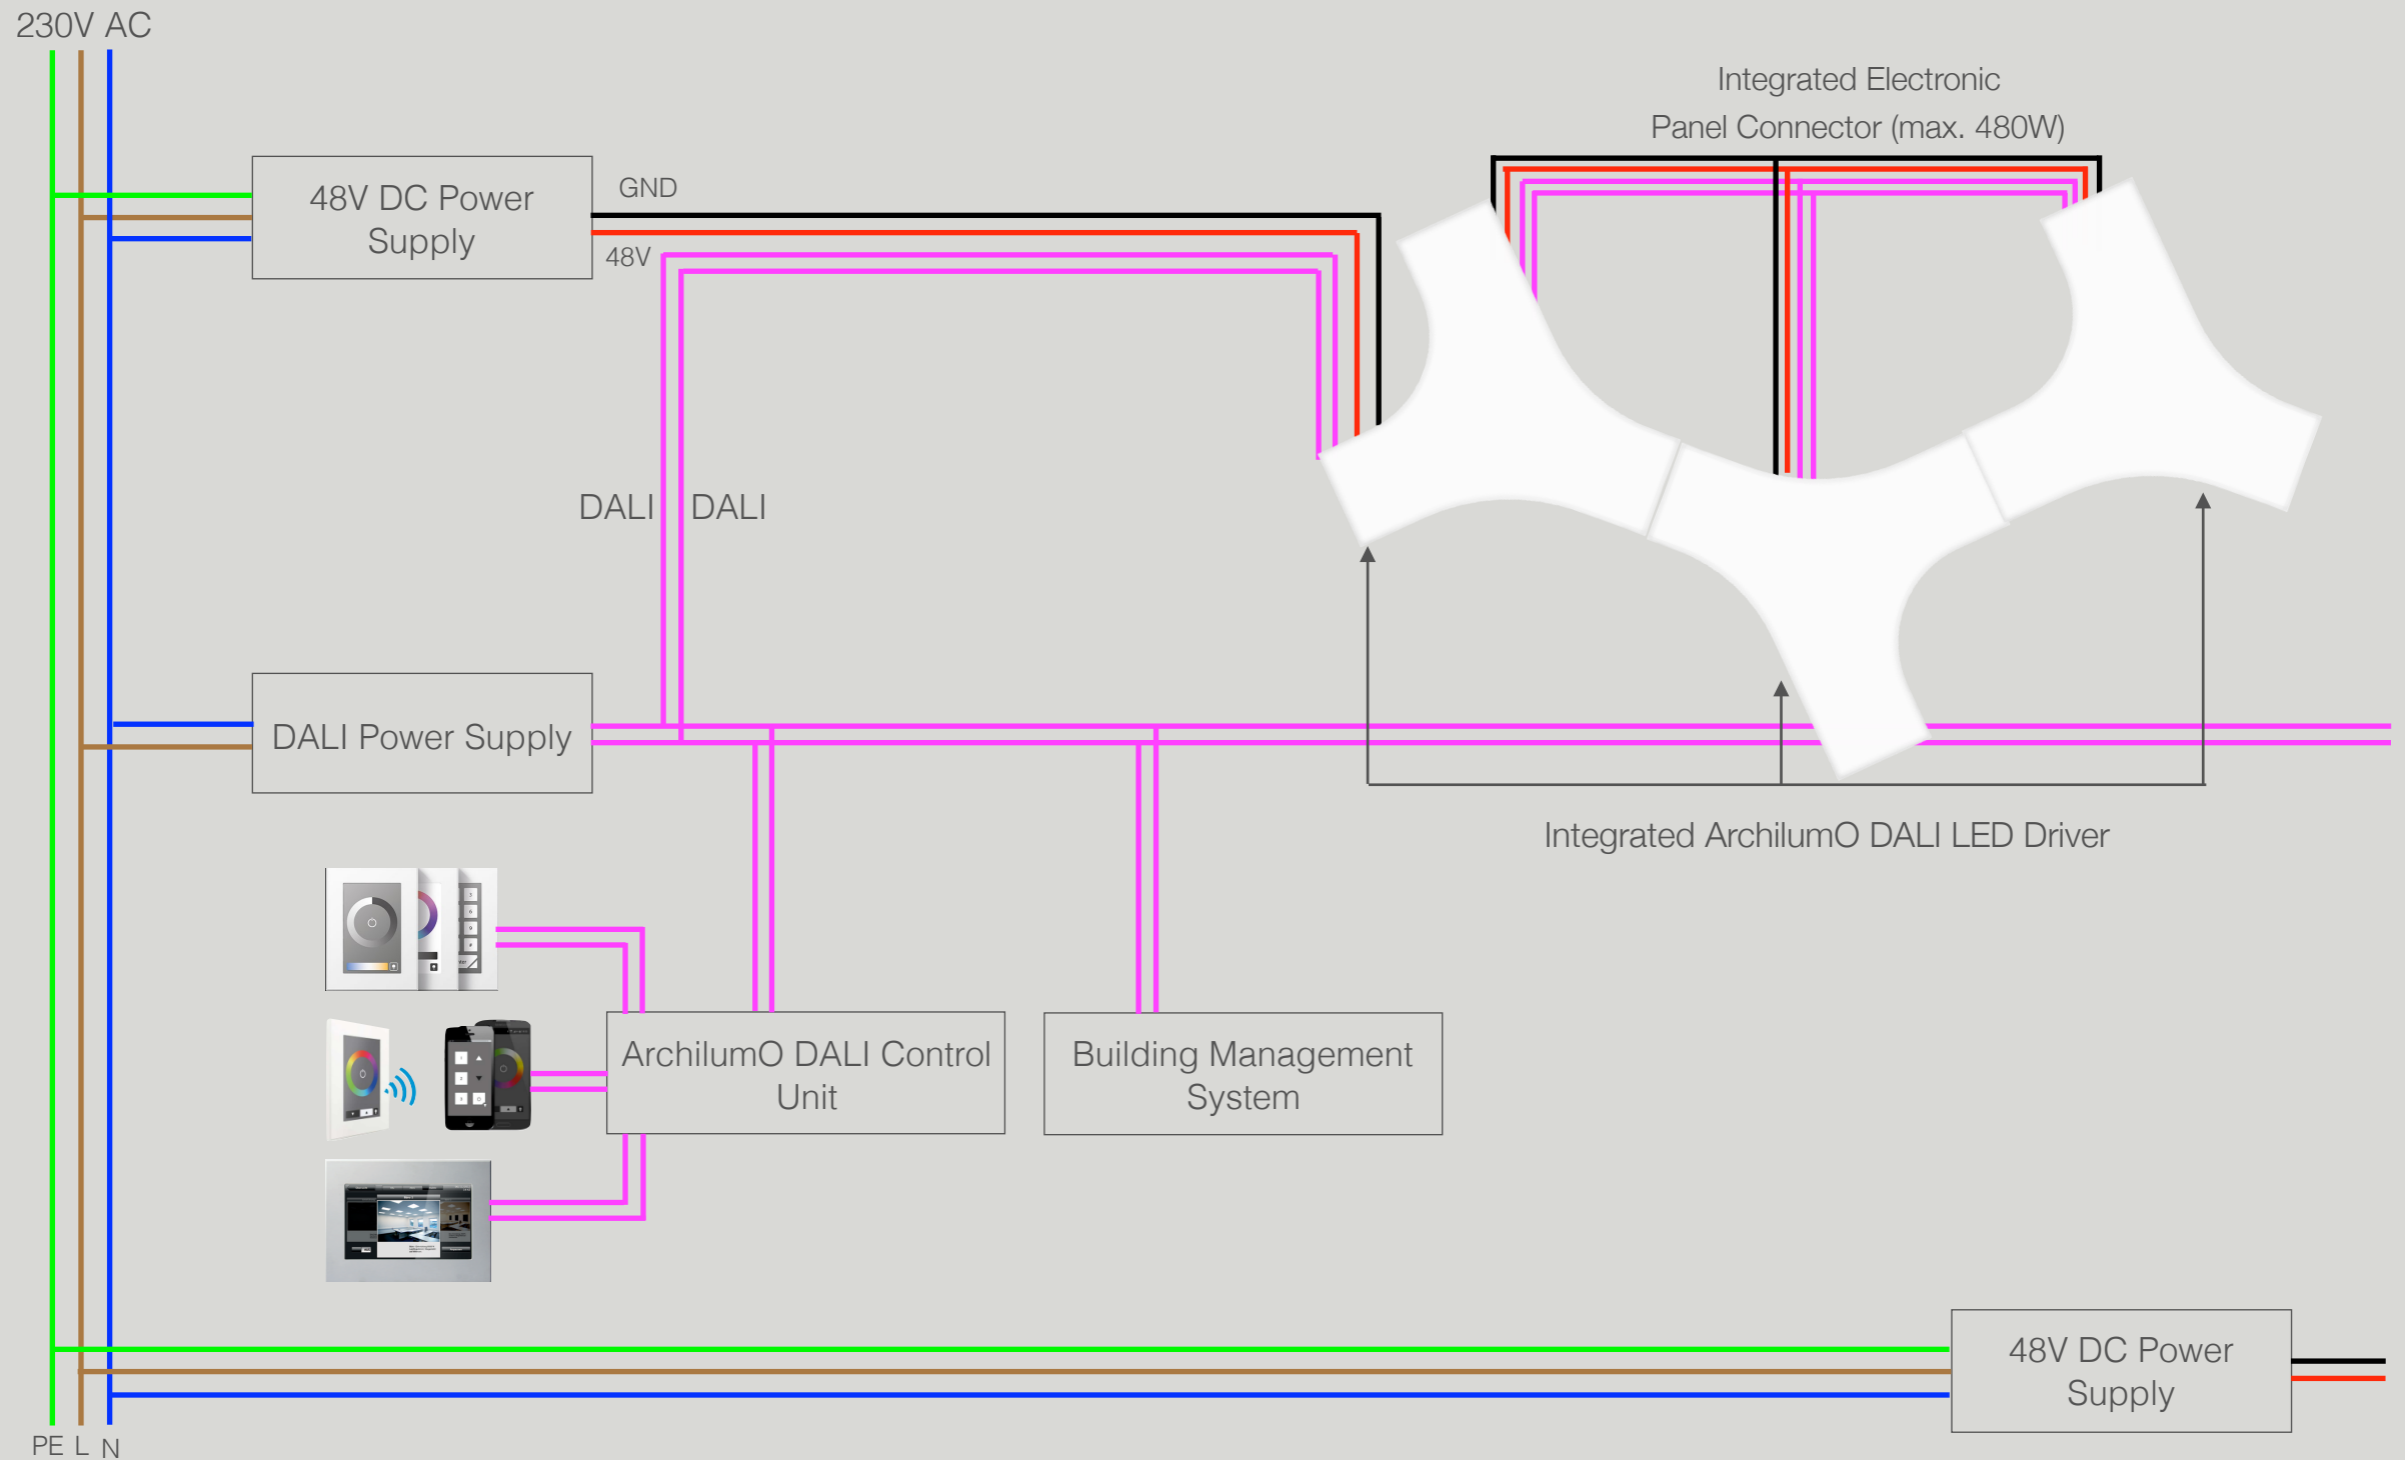 230V AC
Integrated Electronic
Panel Connector (max. 480W)
48V DC Power
Supply
GND
48V
DALI
DALI
DALI Power Supply
Integrated ArchilumO DALI LED Driver
ArchilumO DALI Control
Unit
Building Management
System
48V DC Power
Supply
PE
L
N